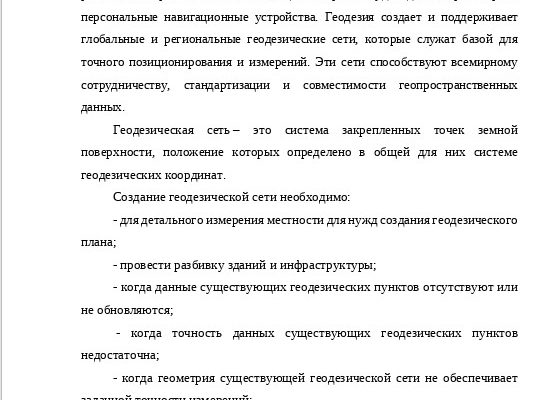 персональные навигационные устройства. Геодезия создает и поддерживает
глобальные и региональные геодезические сети, которые служат базой для
точного позиционирования и измерений. Эти сети способствуют всемирному
сотрудничеству, стандартизации и совместимости геопространственных
данных.
Геодезическая сеть – это система закрепленных точек земной
поверхности, положение которых определено в общей для них системе
геодезических координат.
Создание геодезической сети необходимо:
- для детального измерения местности для нужд создания геодезического
плана;
- провести разбивку зданий и инфраструктуры;
- когда данные существующих геодезических пунктов отсутствуют или
не обновляются;
- когда точность данных существующих геодезических пунктов
недостаточна;
- когда геометрия существующей геодезической сети не обеспечивает
заданной точности измерений;